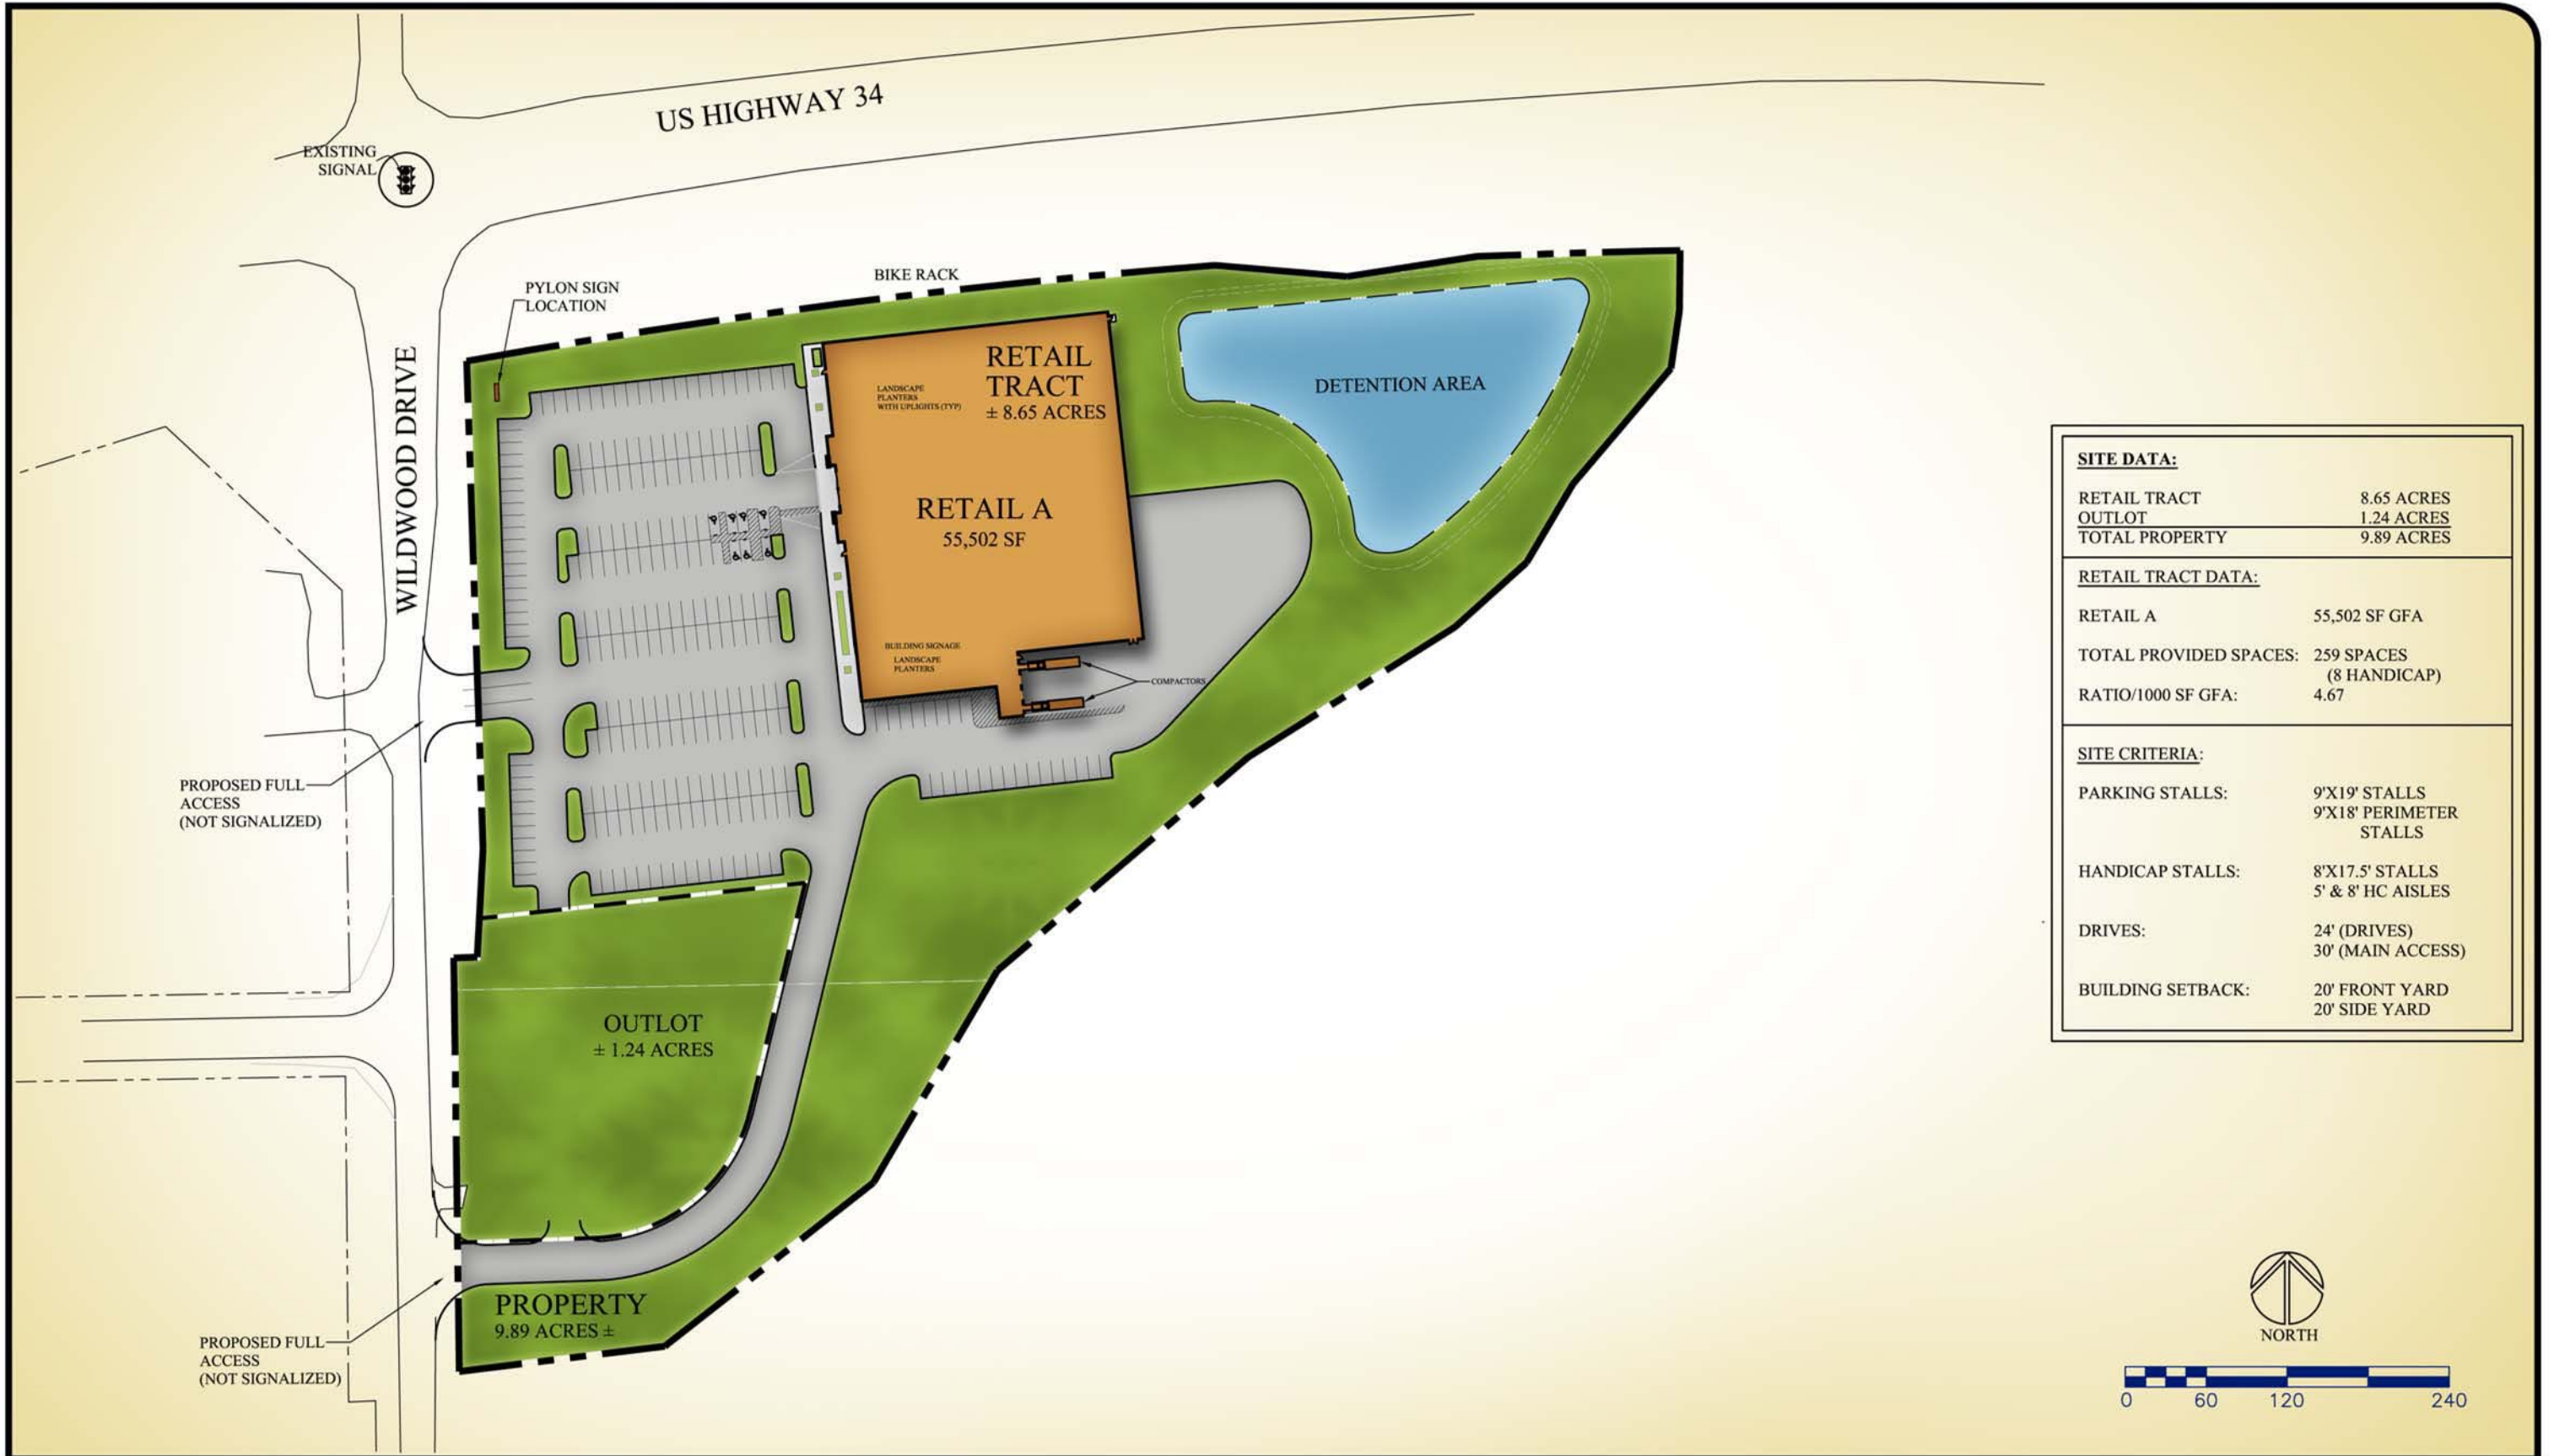 US HIGHWAY 34
EXISTING
SIGNAL
PYLON SIGN
LOCATION
BIKE RACK
WILDWOOD DRIVE
RETAIL
TRACT
± 8.65 ACRES
LANDSCAPE
PLANTERS
WITH UPLIGHTS (TYP)
DETENTION AREA
RETAIL A
55,502 SF
BUILDING SIGNAGE
LANDSCAPE
PLANTERS
COMPACTORS
PROPOSED FULL
ACCESS
(NOT SIGNALIZED)
OUTLOT
± 1.24 ACRES
PROPERTY
9.89 ACRES ±
PROPOSED FULL
ACCESS
(NOT SIGNALIZED)
SITE DATA:
RETAIL TRACT 8.65 ACRES
OUTLOT 1.24 ACRES
TOTAL PROPERTY 9.89 ACRES
RETAIL TRACT DATA:
RETAIL A 55,502 SF GFA
TOTAL PROVIDED SPACES: 259 SPACES
(8 HANDICAP)
RATIO/1000 SF GFA: 4.67
SITE CRITERIA:
PARKING STALLS: 9'X19' STALLS
9'X18' PERIMETER
STALLS
HANDICAP STALLS: 8'X17.5' STALLS
5' & 8' HC AISLES
DRIVES: 24' (DRIVES)
30' (MAIN ACCESS)
BUILDING SETBACK: 20' FRONT YARD
20' SIDE YARD
NORTH
0 60 120 240